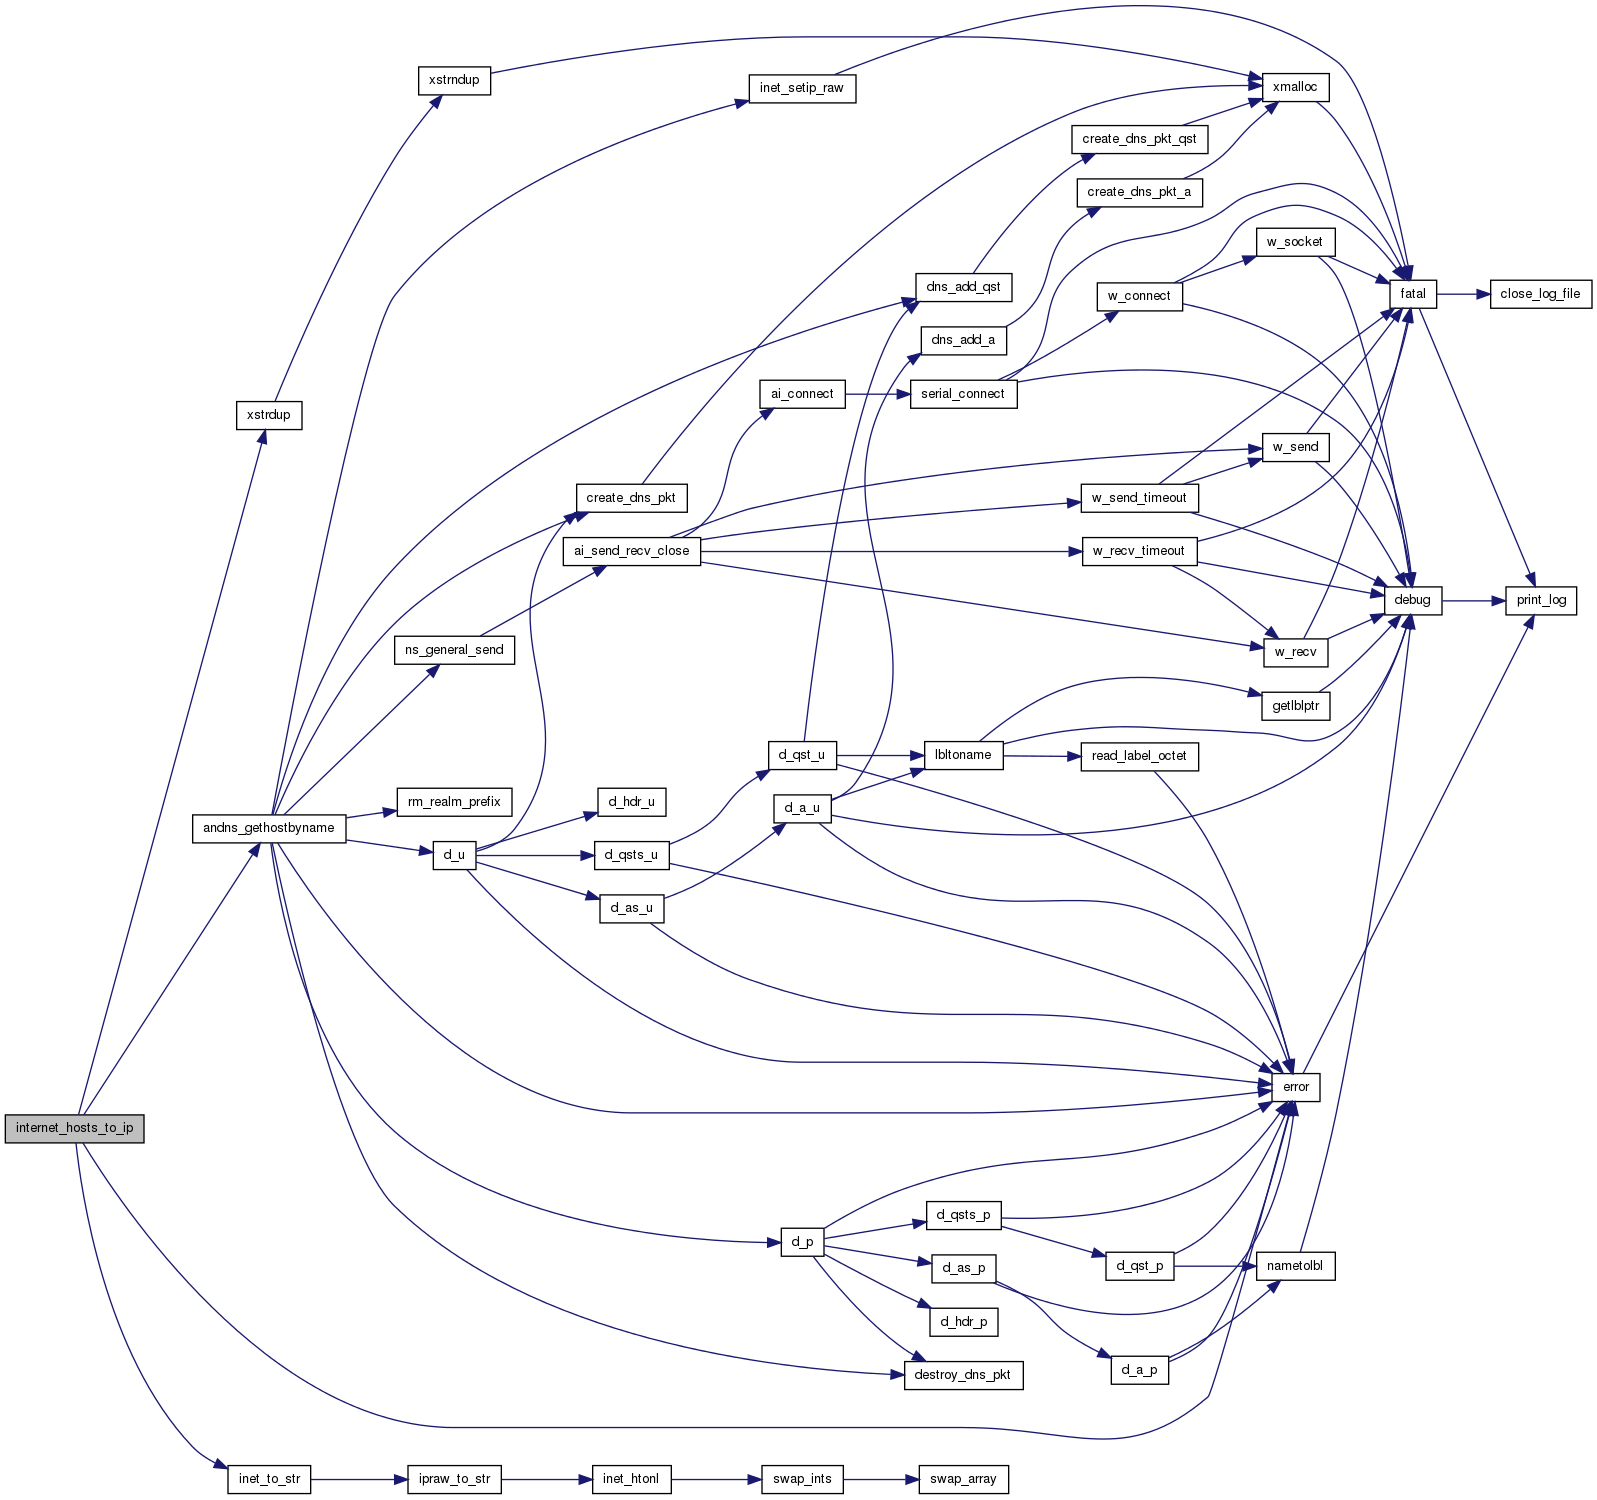 xstrndup
inet_setip_raw
xmalloc
create_dns_pkt_qst
create_dns_pkt_a
w_socket
dns_add_qst
w_connect
fatal
close_log_file
dns_add_a
ai_connect
serial_connect
xstrdup
w_send
create_dns_pkt
w_send_timeout
ai_send_recv_close
w_recv_timeout
debug
print_log
ns_general_send
w_recv
getlblptr
d_qst_u
lbltoname
read_label_octet
rm_realm_prefix
d_hdr_u
d_a_u
andns_gethostbyname
d_u
d_qsts_u
d_as_u
error
internet_hosts_to_ip
d_qsts_p
d_p
d_as_p
d_qst_p
nametolbl
d_hdr_p
destroy_dns_pkt
d_a_p
inet_to_str
ipraw_to_str
inet_htonl
swap_ints
swap_array